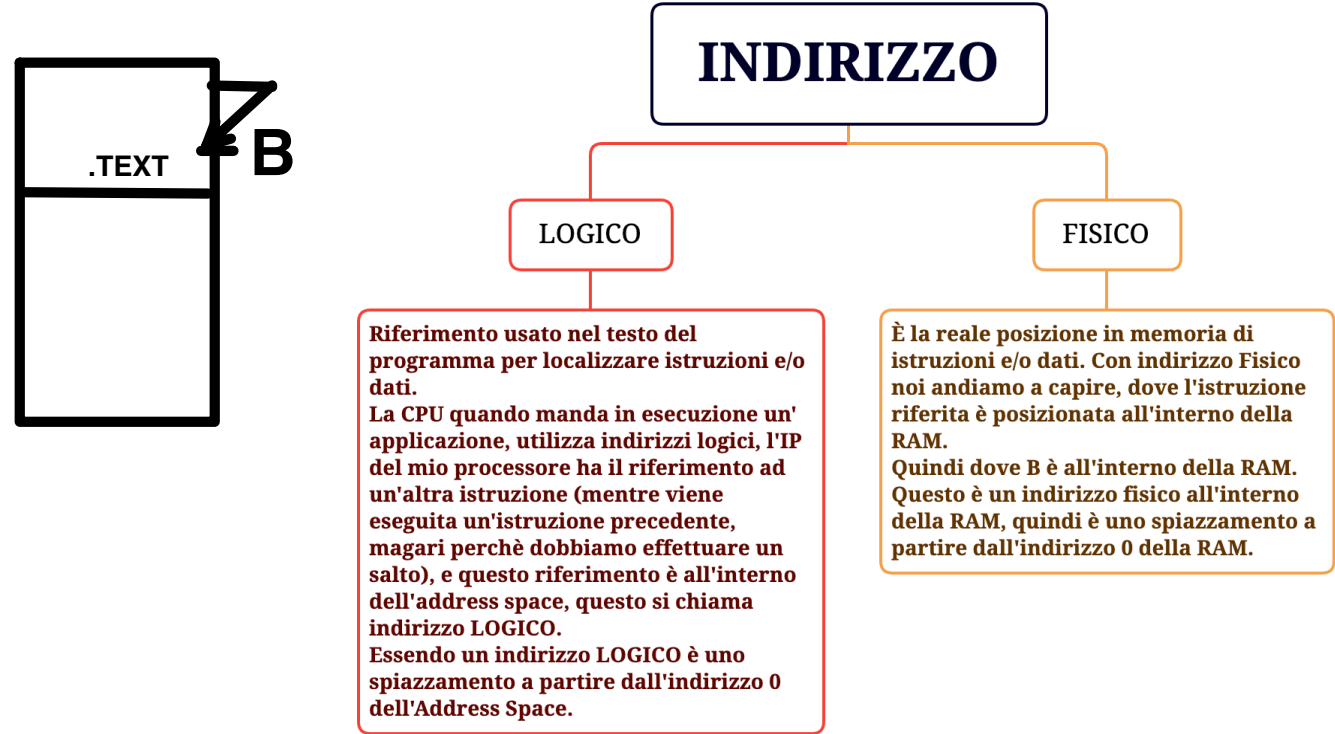 INDIRIZZO
.TEXT
B
LOGICO
FISICO
Riferimento usato nel testo del
programma per localizzare istruzioni e/o
dati.
La CPU quando manda in esecuzione un'
applicazione, utilizza indirizzi logici, l'IP
del mio processore ha il riferimento ad
un'altra istruzione (mentre viene
eseguita un'istruzione precedente,
magari perchè dobbiamo effettuare un
salto), e questo riferimento è all'interno
dell'address space, questo si chiama
indirizzo LOGICO.
Essendo un indirizzo LOGICO è uno
spiazzamento a partire dall'indirizzo 0
dell'Address Space.
È la reale posizione in memoria di
istruzioni e/o dati. Con indirizzo Fisico
noi andiamo a capire, dove l'istruzione
riferita è posizionata all'interno della
RAM.
Quindi dove B è all'interno della RAM.
Questo è un indirizzo fisico all'interno
della RAM, quindi è uno spiazzamento a
partire dall'indirizzo 0 della RAM.